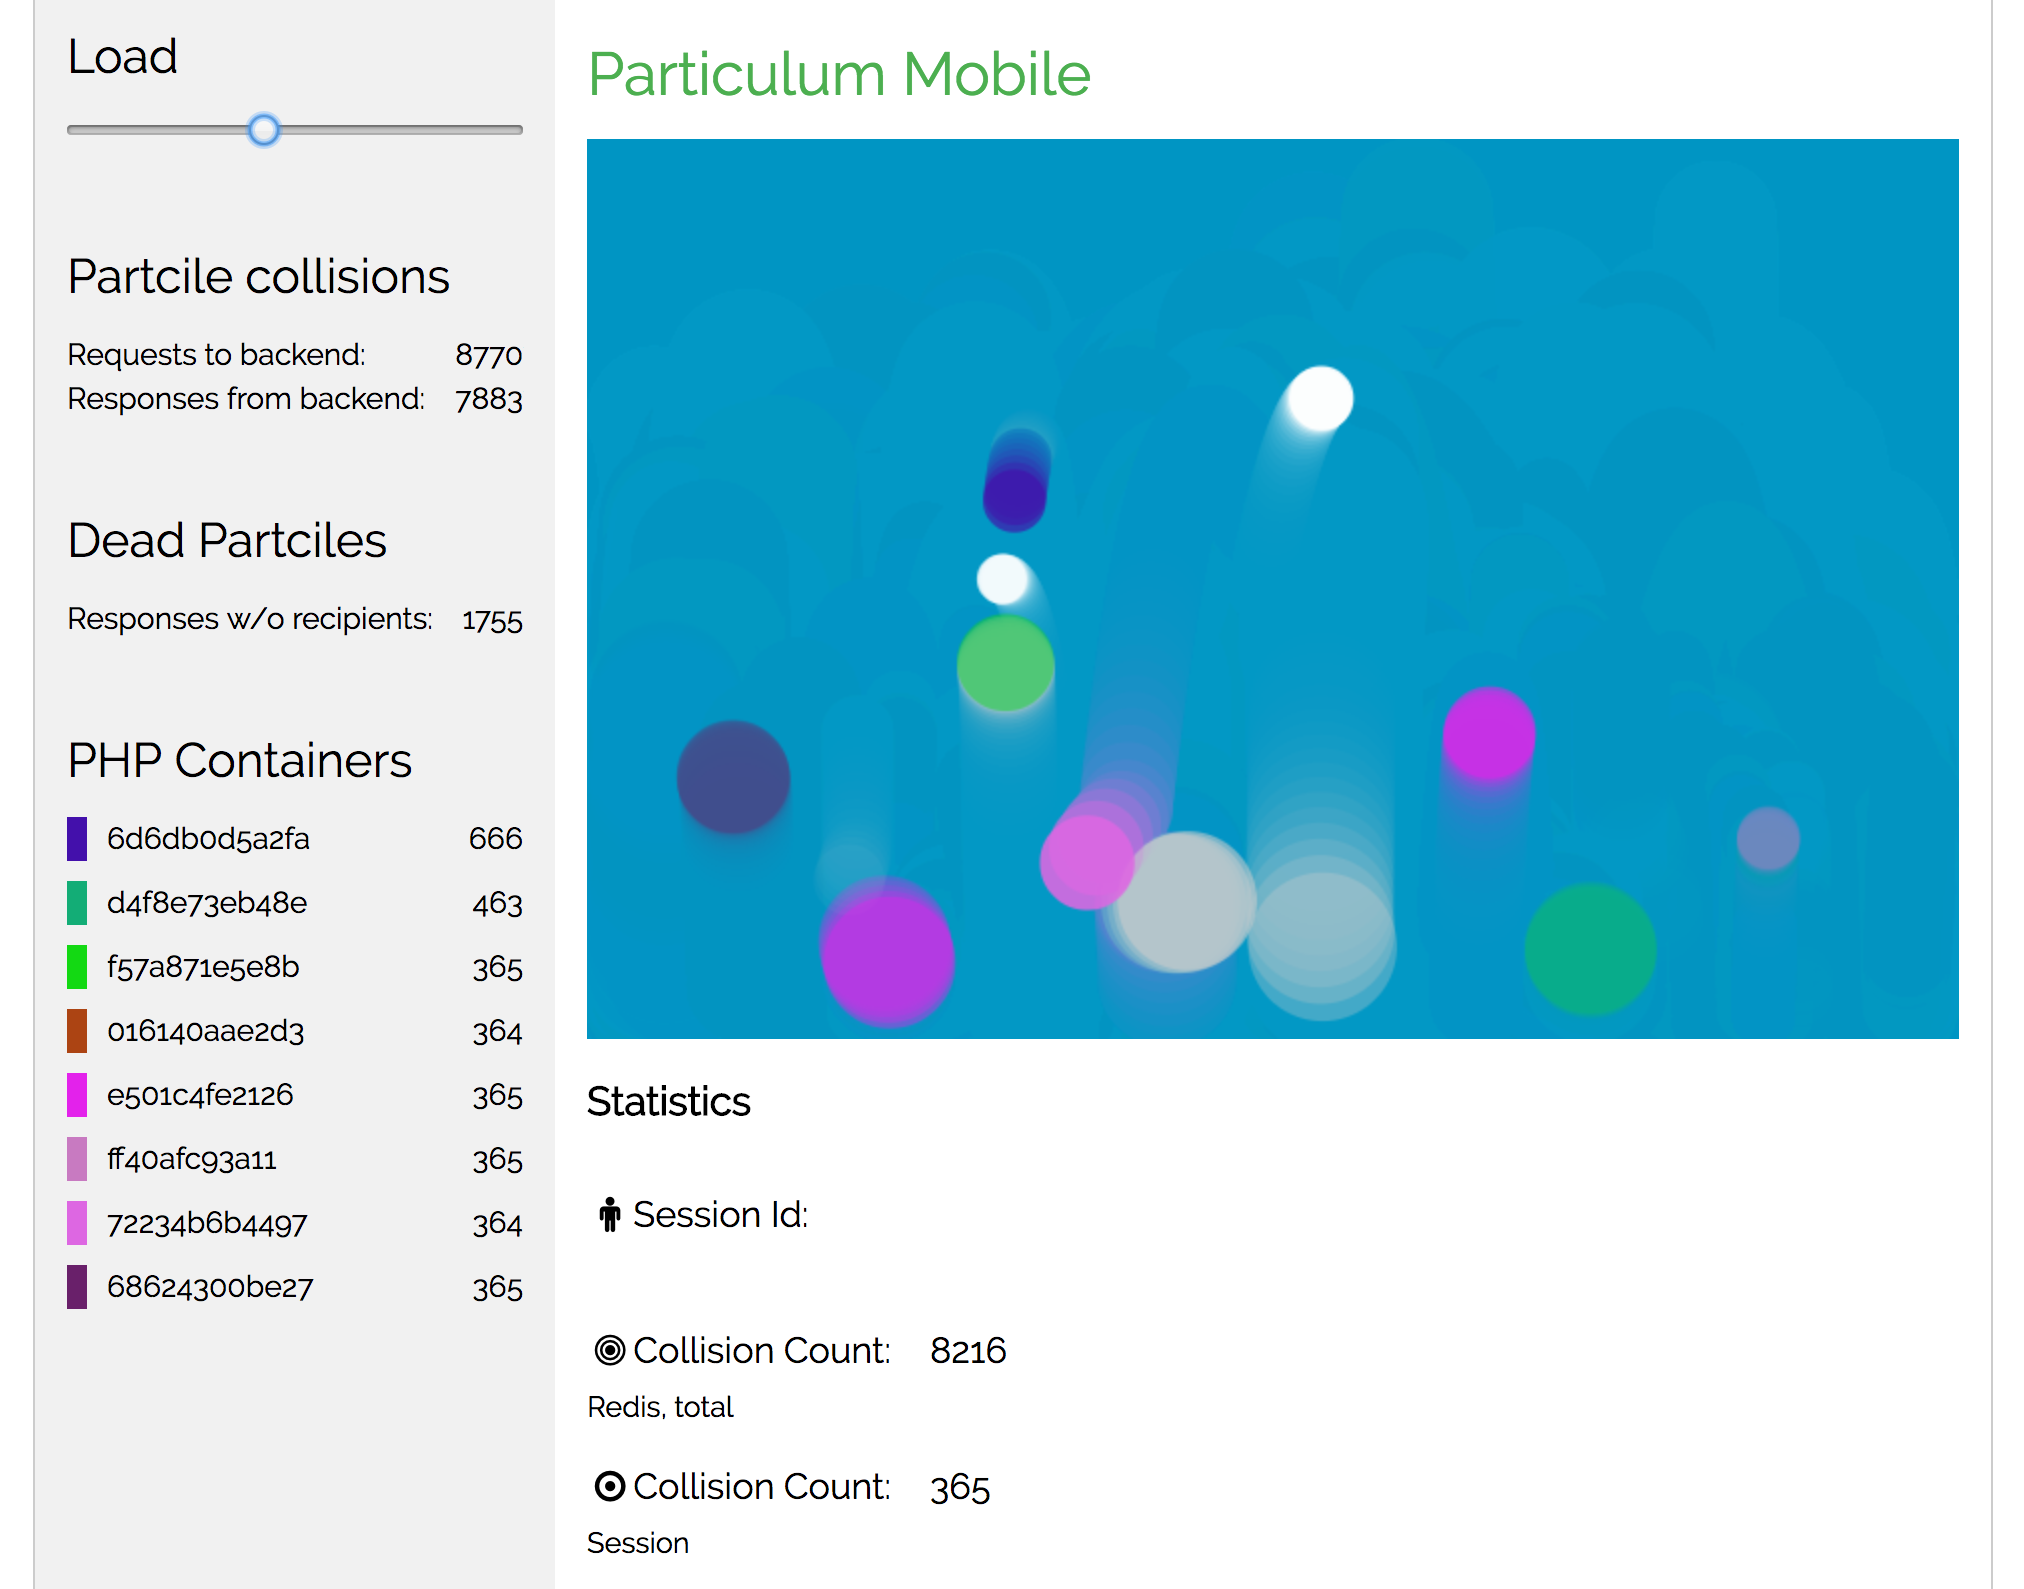 Load
Partcile collisions
Requests to backend: 8770
Responses from backend: 7883
Dead Partciles
Responses w/o recipients: 1755
PHP Containers
6d6db0d5a2fa 666
d4f8e73eb48e 463
f57a871e5e8b 365
016140aae2d3 364
e501c4fe2126 365
ff40afc93a11 365
72234b6b4497 364
68624300be27 365
Particulum Mobile
Statistics
Session Id:
Collision Count: 8216
Redis, total
Collision Count: 365
Session